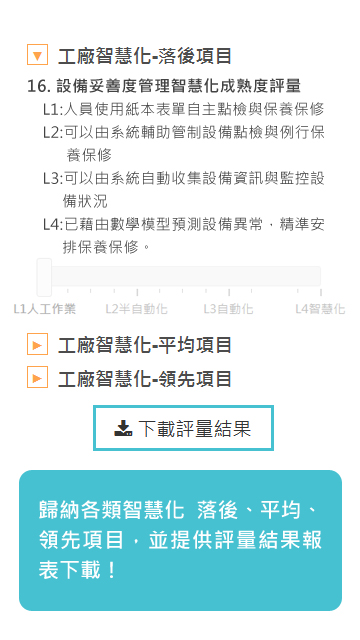 工廠智慧化-落後項目
16. 設備妥善度管理智慧化成熟度評量
L1:人員使用紙本表單自主點檢與保養保修
L2:可以由系統輔助管制設備點檢與例行保
養保修
L3:可以由系統自動收集設備資訊與監控設
備狀況
L4:已藉由數學模型預測設備異常，精準安
排保養保修。
L1人工作業 L2半自動化 L3自動化 L4智慧化
工廠智慧化-平均項目
工廠智慧化-領先項目
下載評量結果
歸納各類智慧化 落後、平均、
領先項目，並提供評量結果報
表下載！